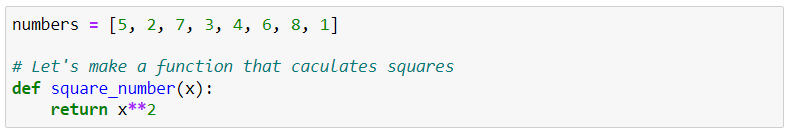 numbers = [5, 2, 7, 3, 4, 6, 8, 1]
# Let's make a function that caculates squares
def square_number(x):
    return x**2